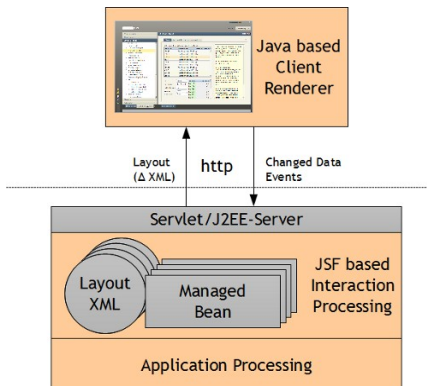 Java based
Client
Renderer
Layout
(Δ XML)
http
Changed Data
Events
Servlet/J2EE-Server
JSF based
Interaction
Processing
Layout
XML
Managed
Bean
Application Processing